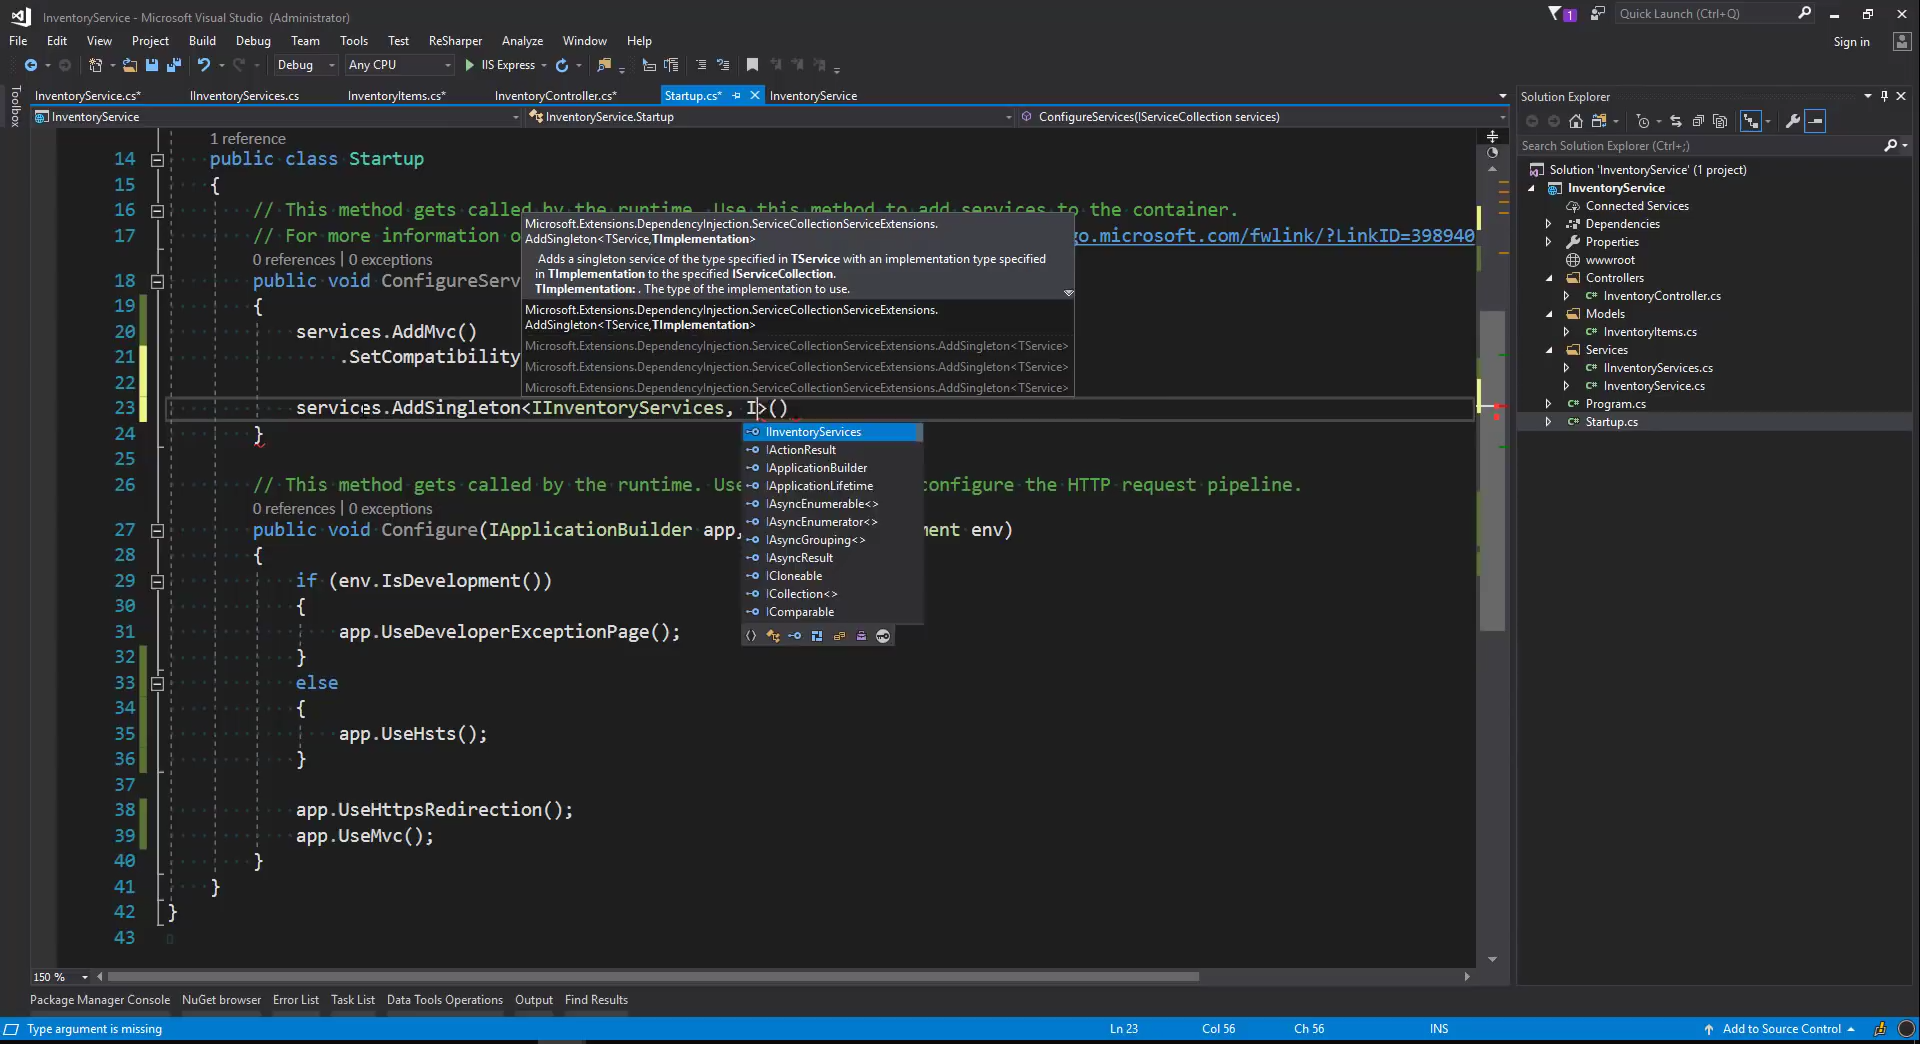 InventoryService - Microsoft Visual Studio (Administrator)
1
Quick Launch (Ctrl+Q)
File Edit View Project Build Debug Team Tools Test ReSharper Analyze Window Help
Sign in
Debug Any CPU IIS Express
Toolbox
InventoryService.cs* IInventoryServices.cs InventoryItems.cs* InventoryController.cs* Startup.cs* InventoryService
InventoryService InventoryService.Startup ConfigureServices(IServiceCollection services)
1 reference
14 public class Startup
15 {
16 // This method gets called by the runtime. Use this method to add services to the container.
17 // For more information o go.microsoft.com/fwlink/?LinkID=398940
0 references | 0 exceptions
18 public void ConfigureServ
19 {
20 services.AddMvc()
21 .SetCompatibility
22
23 services.AddSingleton<IInventoryServices, I>()
24 }
25
26 // This method gets called by the runtime. Use configure the HTTP request pipeline.
0 references | 0 exceptions
27 public void Configure(IApplicationBuilder app, ment env)
28 {
29 if (env.IsDevelopment())
30 {
31 app.UseDeveloperExceptionPage();
32 }
33 else
34 {
35 app.UseHsts();
36 }
37
38 app.UseHttpsRedirection();
39 app.UseMvc();
40 }
41 }
42 }
43
Microsoft.Extensions.DependencyInjection.ServiceCollectionServiceExtensions.
AddSingleton<TService,TImplementation>
Adds a singleton service of the type specified in TService with an implementation type specified
in TImplementation to the specified IServiceCollection.
TImplementation: . The type of the implementation to use.
Microsoft.Extensions.DependencyInjection.ServiceCollectionServiceExtensions.
AddSingleton<TService,TImplementation>
Microsoft.Extensions.DependencyInjection.ServiceCollectionServiceExtensions.AddSingleton<TService>
Microsoft.Extensions.DependencyInjection.ServiceCollectionServiceExtensions.AddSingleton<TService>
Microsoft.Extensions.DependencyInjection.ServiceCollectionServiceExtensions.AddSingleton<TService>
IInventoryServices
IActionResult
IApplicationBuilder
IApplicationLifetime
IAsyncEnumerable<>
IAsyncEnumerator<>
IAsyncGrouping<>
IAsyncResult
ICloneable
ICollection<>
IComparable
Solution Explorer
Search Solution Explorer (Ctrl+;)
Solution 'InventoryService' (1 project)
InventoryService
Connected Services
Dependencies
Properties
wwwroot
Controllers
C# InventoryController.cs
Models
C# InventoryItems.cs
Services
C# IInventoryServices.cs
C# InventoryService.cs
C# Program.cs
C# Startup.cs
150 %
Package Manager Console NuGet browser Error List Task List Data Tools Operations Output Find Results
Type argument is missing Ln 23 Col 56 Ch 56 INS Add to Source Control